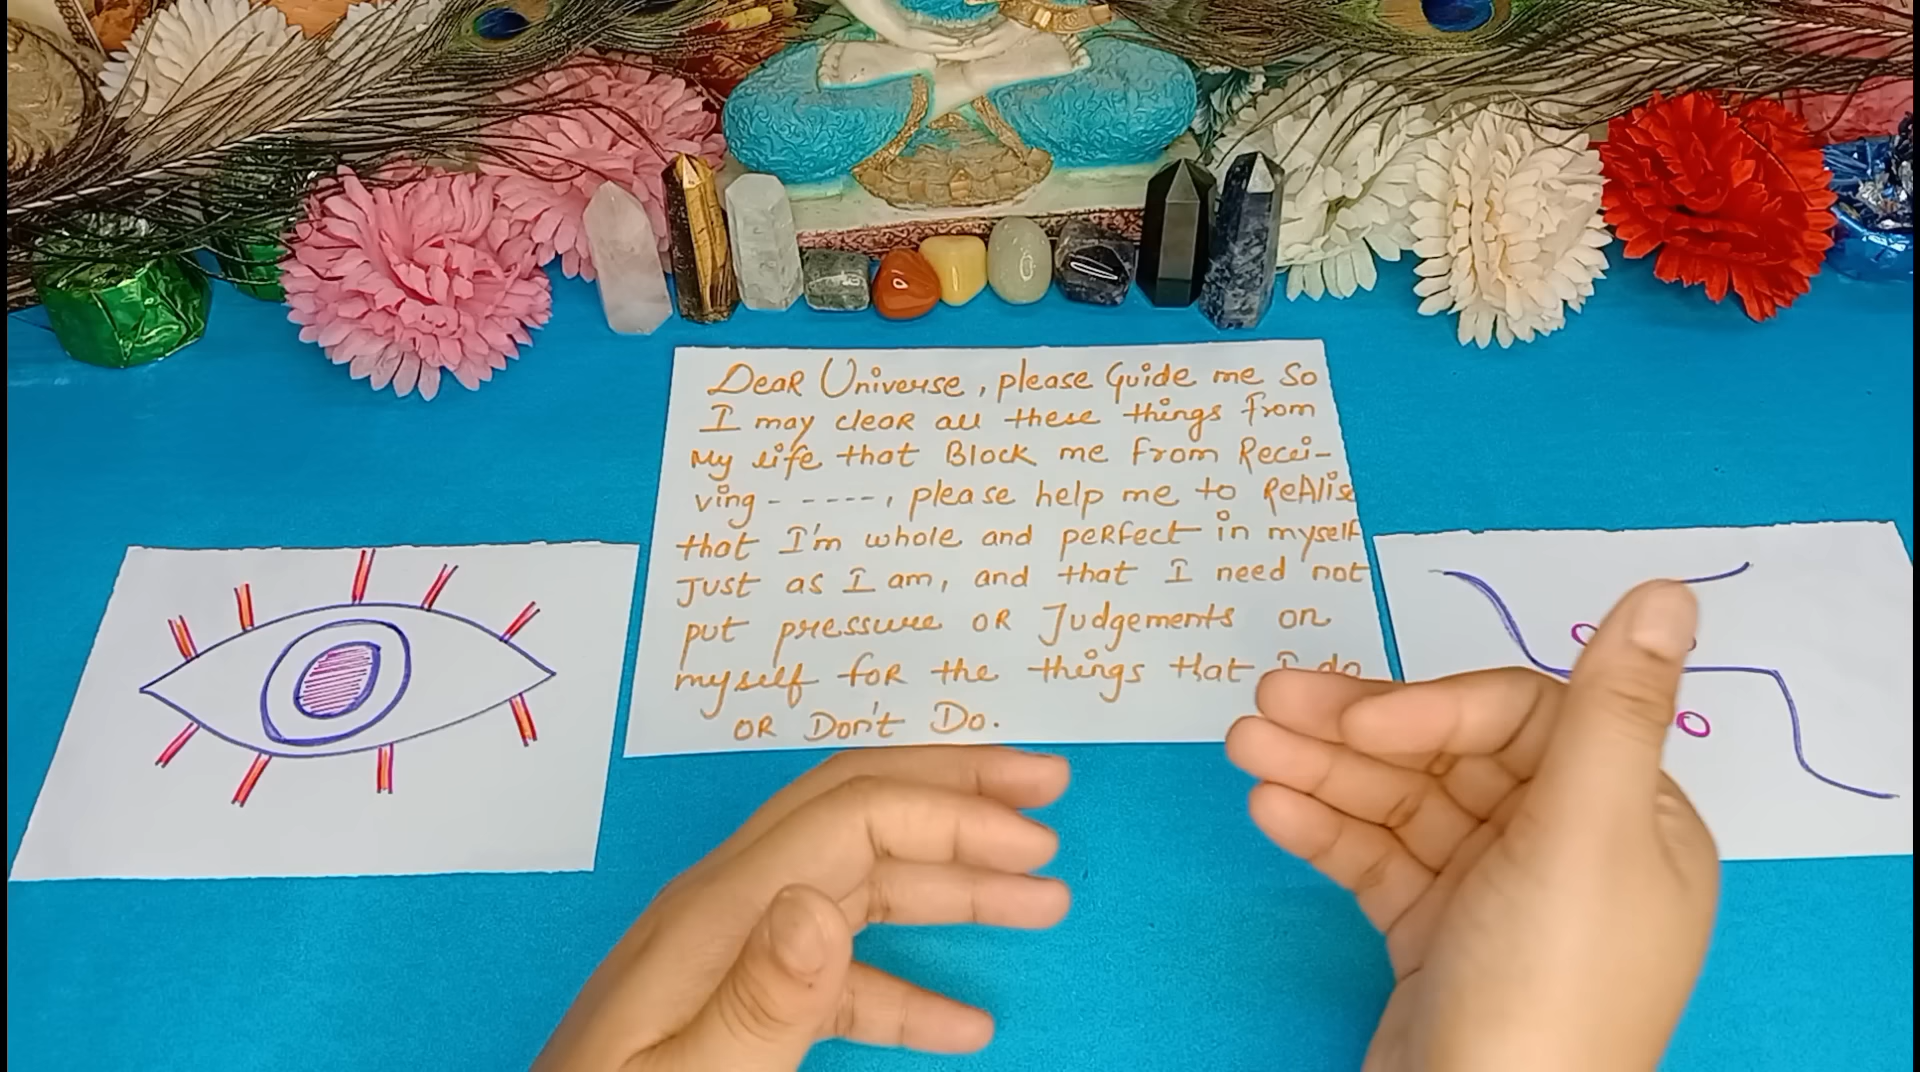 Dear Universe, please Guide me So
I may clear all these things from
My life that Block me from Recei-
ving - - - - - , please help me to ReAlise
that I'm whole and perfect in myself
Just as I am, and that I need not
put pressure OR Judgements on
myself for the things that I do
OR Don't Do.